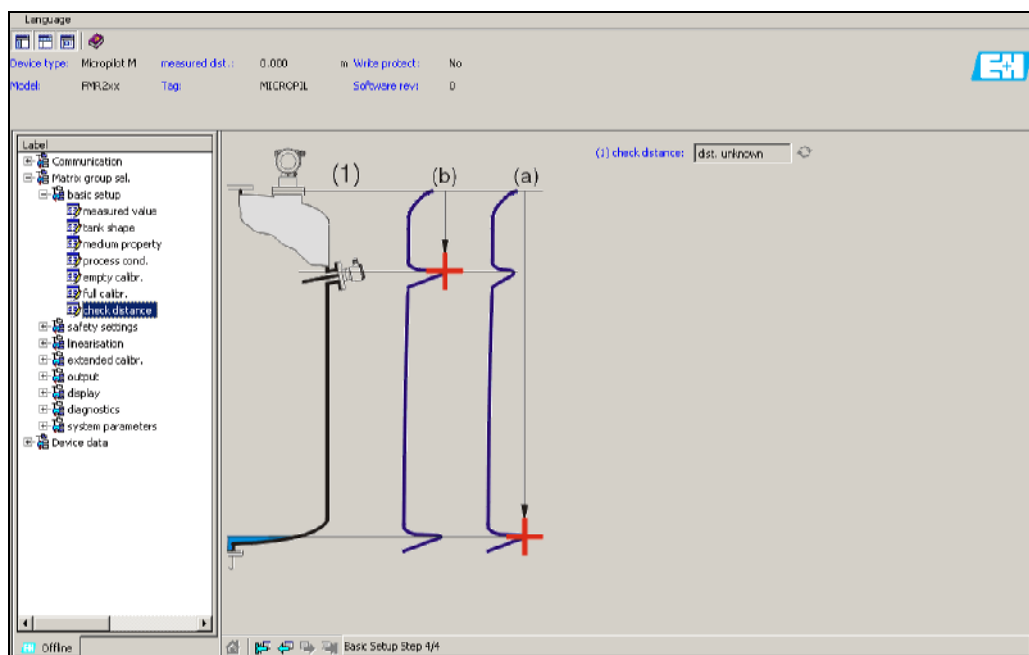 Language
Device type: Micropilot M measured dist.: 0.000 m Write protect: No
Model: FMR2xx Tag: MICROPIL Software rev: 0
E+H
Label
Communication
Matrix group sel.
basic setup
measured value
tank shape
medium property
process cond.
empty calibr.
full calibr.
check distance
safety settings
linearisation
extended calibr.
output
display
diagnostics
system parameters
Device data
(1) (b) (a)
(1) check distance: dist. unknown
Offline
Basic Setup Step 4/4